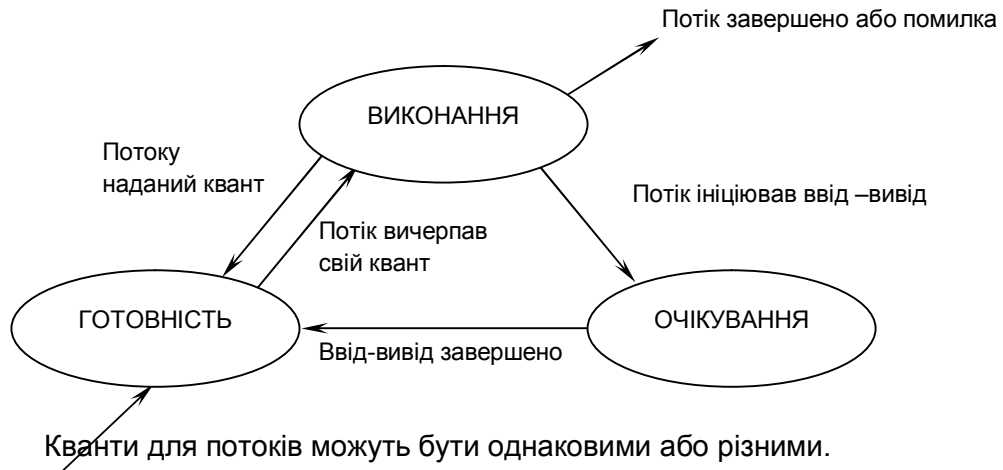 Потік завершено або помилка
ВИКОНАННЯ
Потоку
наданий квант
Потік ініціював ввід –вивід
Потік вичерпав
свій квант
ГОТОВНІСТЬ
ОЧІКУВАННЯ
Ввід-вивід завершено
Кванти для потоків можуть бути однаковими або різними.